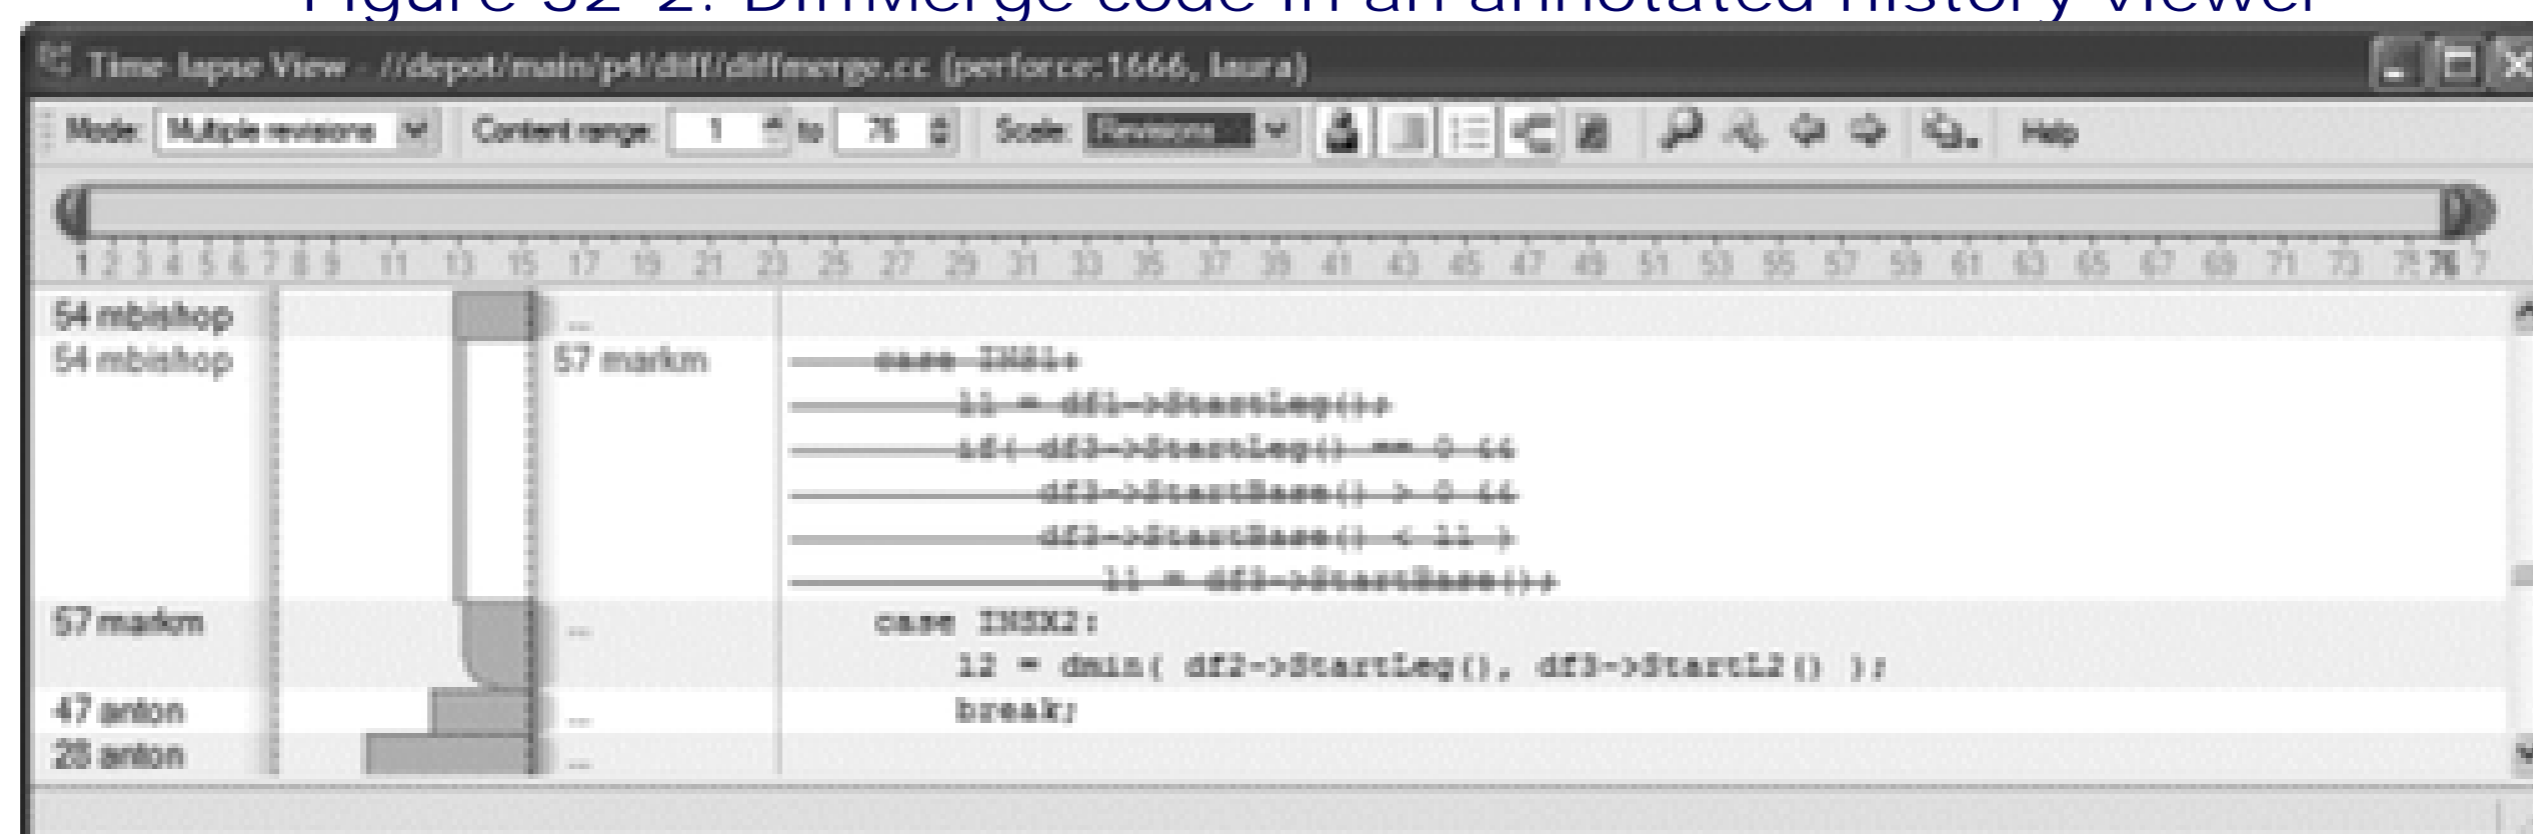 Figure 32-2. DiffMerge code in an annotated history viewer
Time-lapse View - //depot/main/p4/diff/diffmerge.cc (perforce:1666, laura)
Mode: Multiple revisions Content range: 1 to 76 Scale: Revisions Help
1 2 3 4 5 6 7 8 9 11 13 15 17 19 21 23 25 27 29 31 33 35 37 39 41 43 45 47 49 51 53 55 57 59 61 63 65 67 69 71 73 75 76 7
54 mbishop ...
54 mbishop 57 markm case INS1:
l1 = df1->StartLeg();
if( df3->StartLeg() == 0 &&
df3->StartBase() > 0 &&
df3->StartBase() < l1 )
l1 = df3->StartBase();
57 markm ... case INSX2:
l2 = dmin( df2->StartLeg(), df3->StartL2() );
47 anton ... break;
28 anton ...